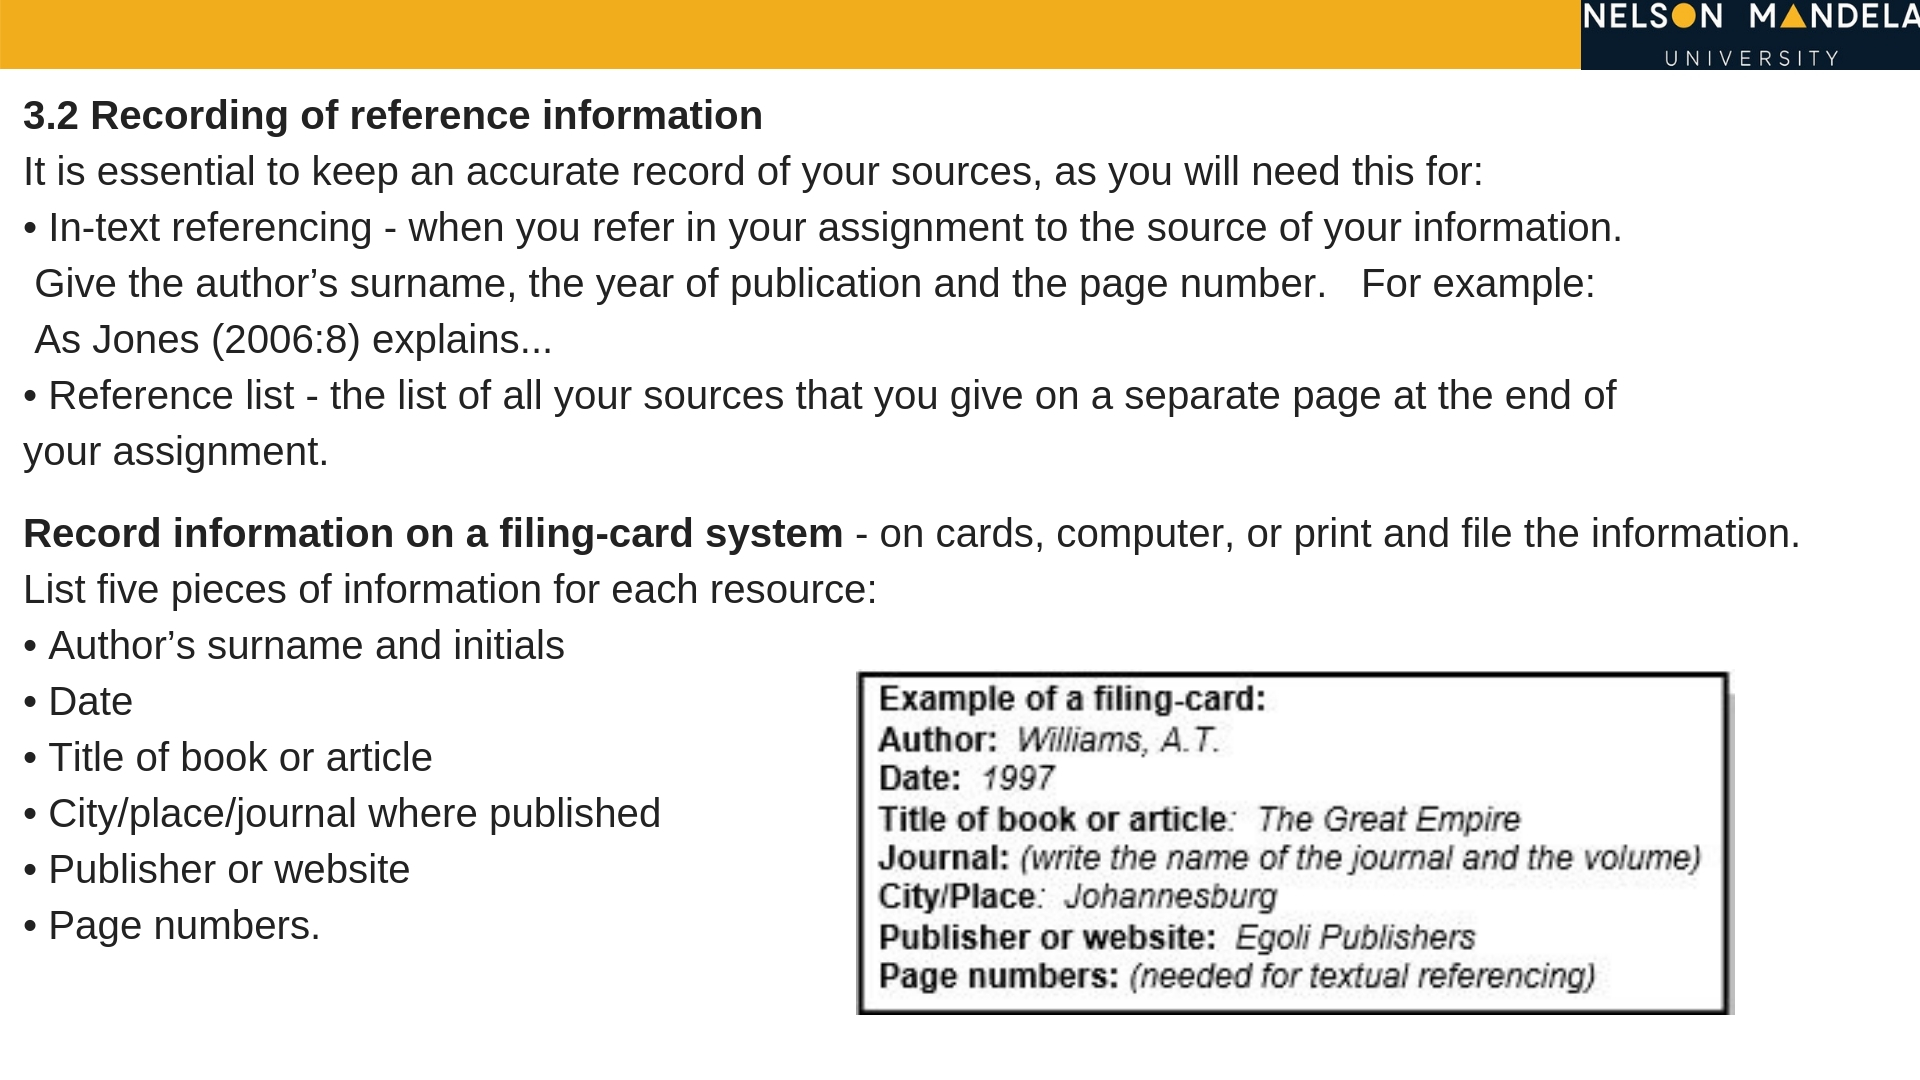 NELSON MANDELA
UNIVERSITY
3.2 Recording of reference information
It is essential to keep an accurate record of your sources, as you will need this for:
• In-text referencing - when you refer in your assignment to the source of your information.
Give the author’s surname, the year of publication and the page number.   For example:
As Jones (2006:8) explains...
• Reference list - the list of all your sources that you give on a separate page at the end of
your assignment.
Record information on a filing-card system - on cards, computer, or print and file the information.
List five pieces of information for each resource:
• Author’s surname and initials
• Date
• Title of book or article
• City/place/journal where published
• Publisher or website
• Page numbers.
Example of a filing-card:
Author: Williams, A.T.
Date: 1997
Title of book or article: The Great Empire
Journal: (write the name of the journal and the volume)
City/Place: Johannesburg
Publisher or website: Egoli Publishers
Page numbers: (needed for textual referencing)